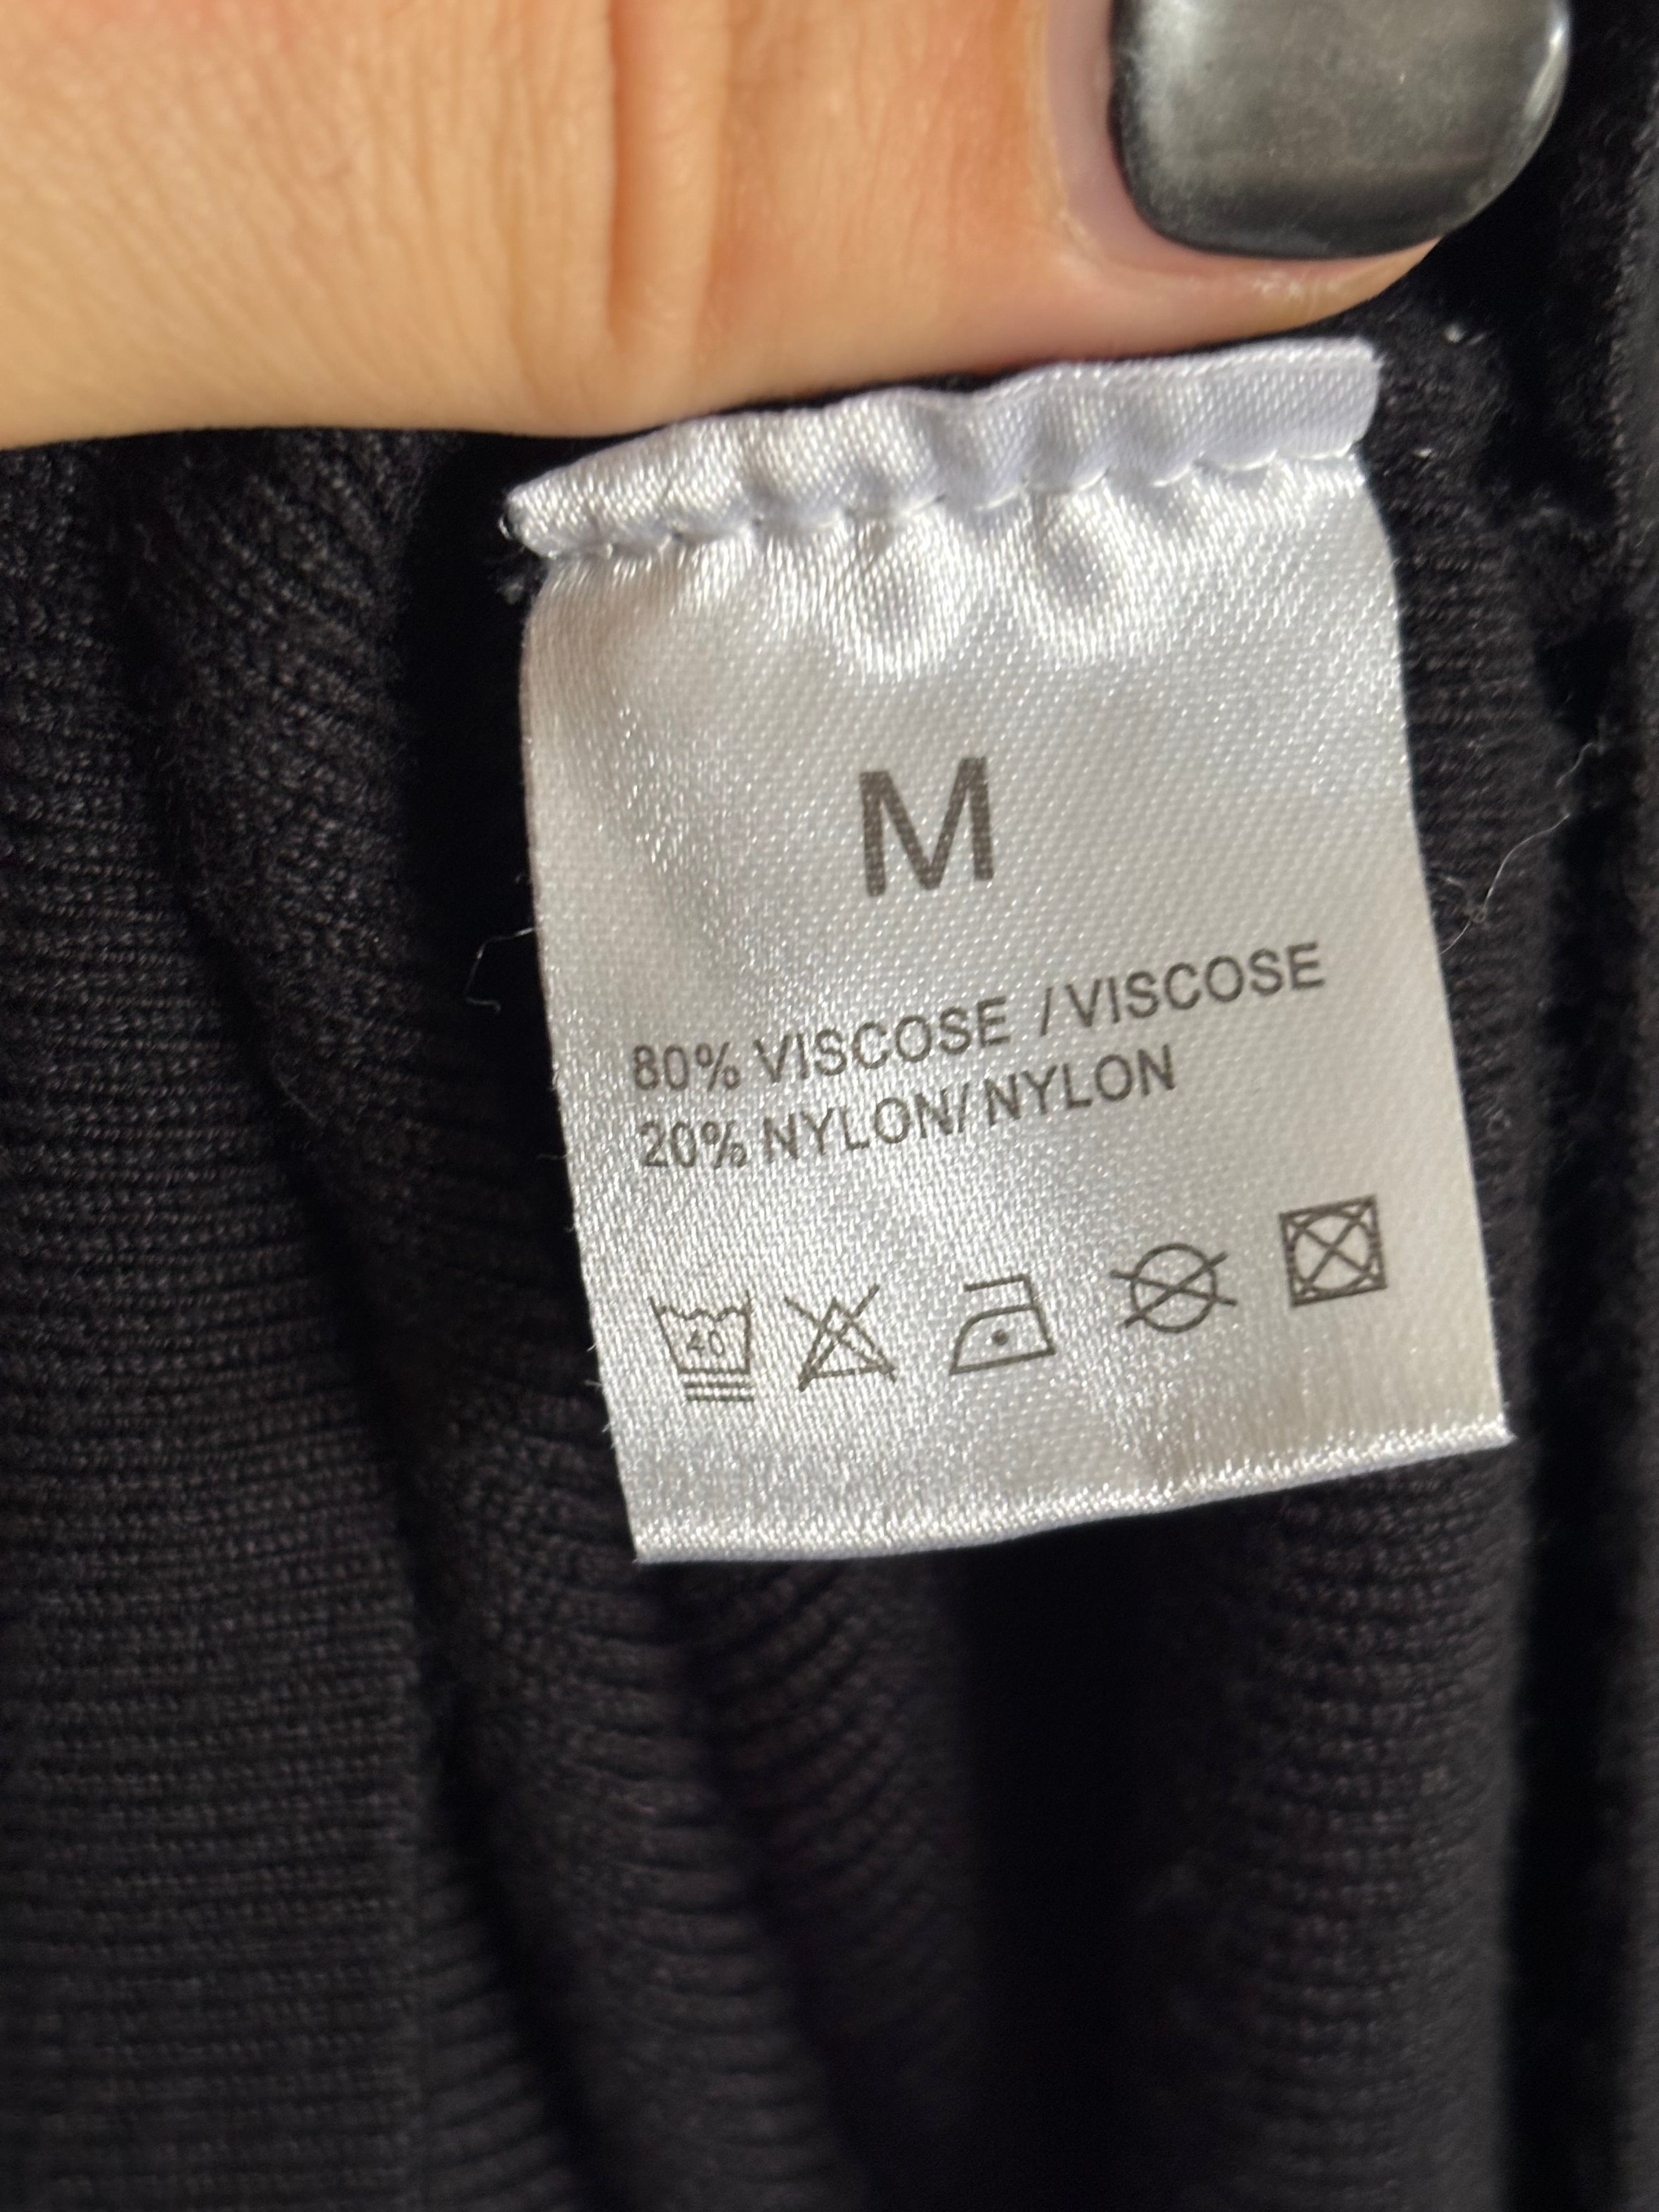 M
80% VISCOSE / VISCOSE
20% NYLON/ NYLON
40